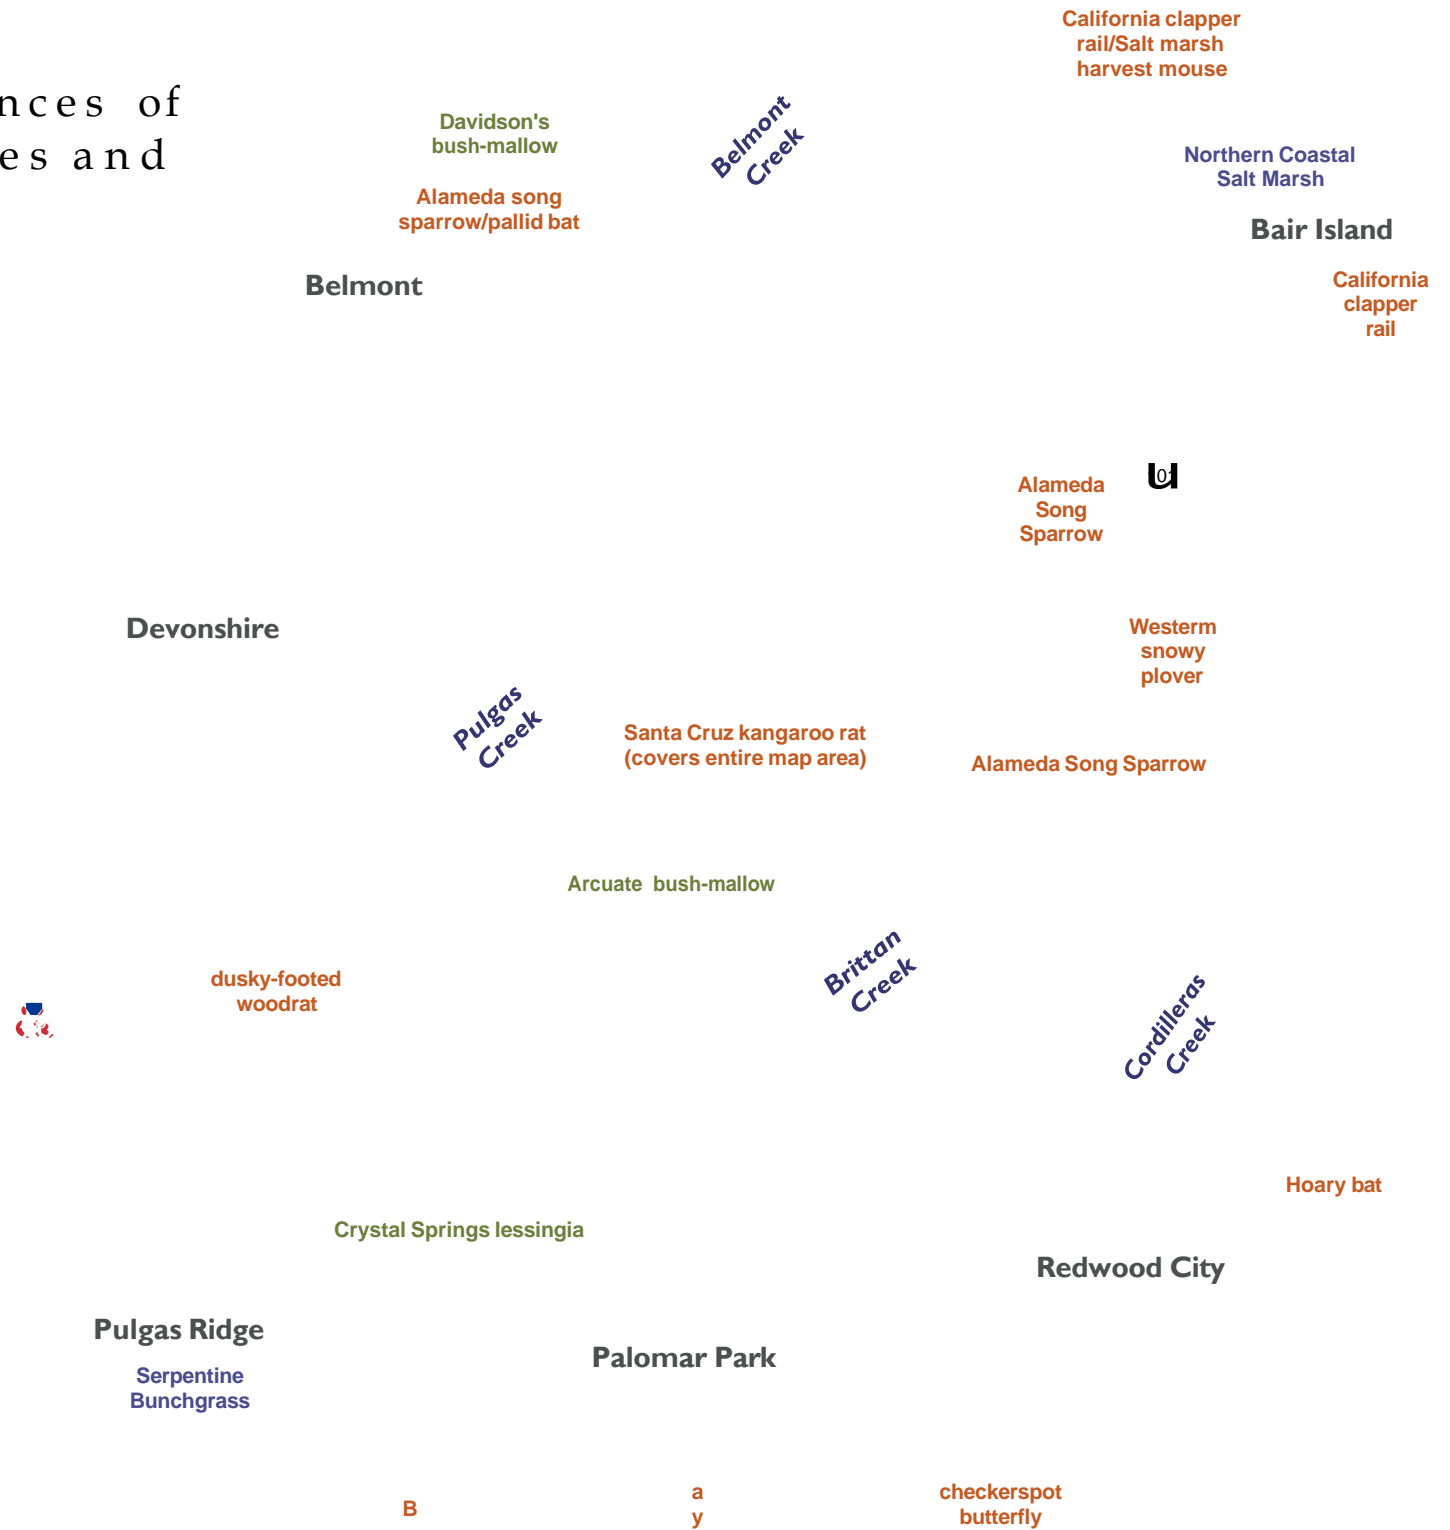 California clapper
rail/Salt marsh
harvest mouse
nces of
es and
Davidson's
bush-mallow
Belmont
Creek
Northern Coastal
Salt Marsh
Alameda song
sparrow/pallid bat
Bair Island
Belmont
California
clapper
rail
Alameda
Song
Sparrow
u
Devonshire
Westerm
snowy
plover
Pulgas
Creek
Santa Cruz kangaroo rat
(covers entire map area)
Alameda Song Sparrow
Arcuate bush-mallow
Brittan
Creek
dusky-footed
woodrat
Cordilleras
Creek
Hoary bat
Crystal Springs lessingia
Redwood City
Pulgas Ridge
Palomar Park
Serpentine
Bunchgrass
B
a
y
checkerspot
butterfly